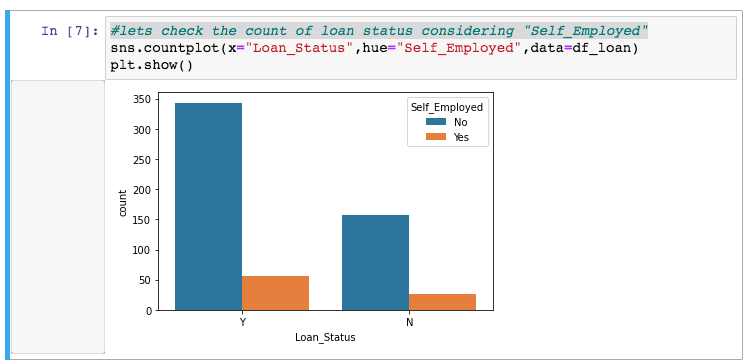 In [7]: #lets check the count of loan status considering "Self_Employed"
sns.countplot(x="Loan_Status",hue="Self_Employed",data=df_loan)
plt.show()
350
300
250
200
150
100
50
0
count
Self_Employed
No
Yes
Y N
Loan_Status